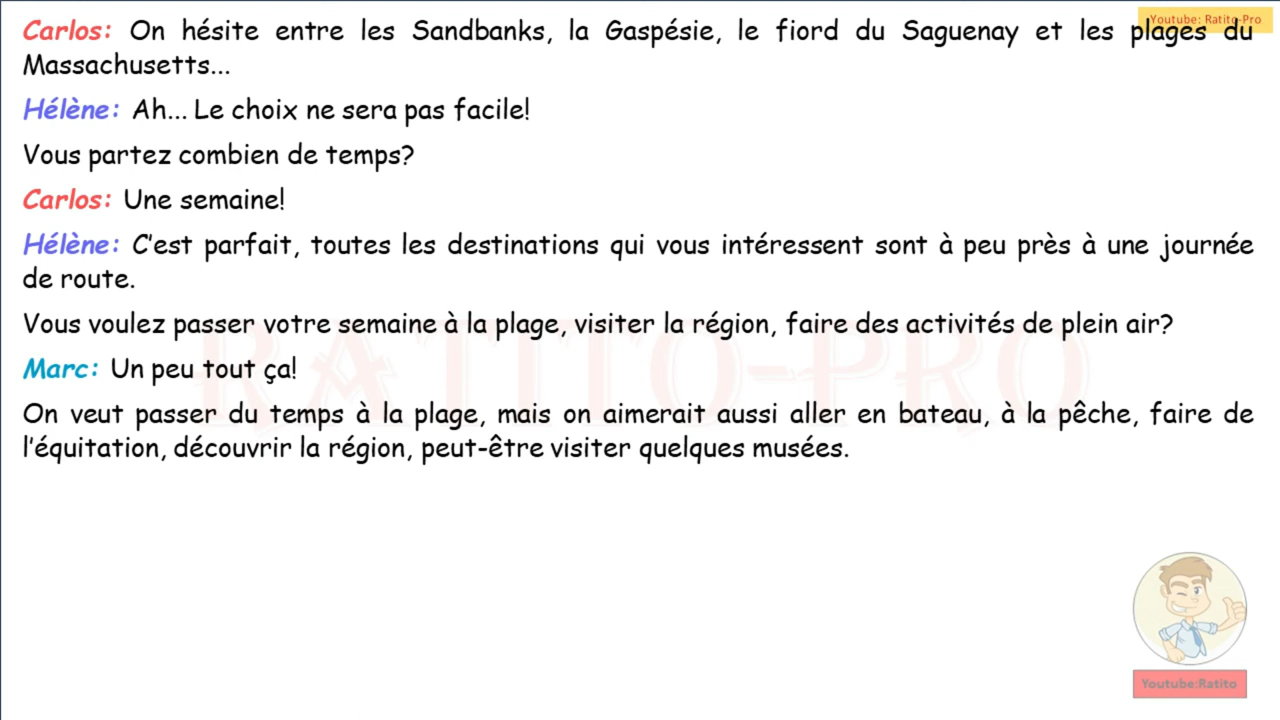 Youtube: Ratito-Pro
Carlos: On hésite entre les Sandbanks, la Gaspésie, le fiord du Saguenay et les plages du
Massachusetts...
Hélène: Ah... Le choix ne sera pas facile!
Vous partez combien de temps?
Carlos: Une semaine!
Hélène: C'est parfait, toutes les destinations qui vous intéressent sont à peu près à une journée
de route.
Vous voulez passer votre semaine à la plage, visiter la région, faire des activités de plein air?
RATITO-PRO
Marc: Un peu tout ça!
On veut passer du temps à la plage, mais on aimerait aussi aller en bateau, à la pêche, faire de
l'équitation, découvrir la région, peut-être visiter quelques musées.
Youtube:Ratito